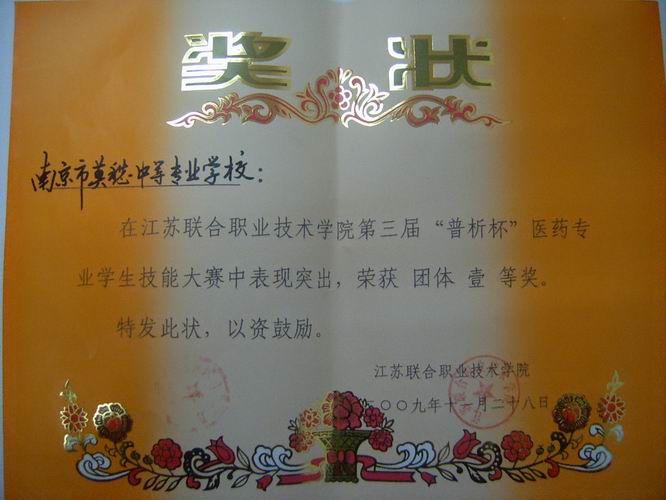 奖状
南京市莫愁中等专业学校：
在江苏联合职业技术学院第三届“普析杯”医药专
业学生技能大赛中表现突出，荣获 团体 壹 等奖。
特发此状，以资鼓励。
江苏联合职业技术学院
二〇〇九年十一月二十八日